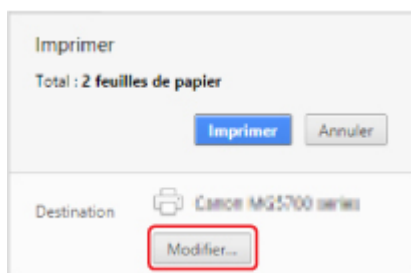 Imprimer
Total : 2 feuilles de papier
Imprimer Annuler
Destination Canon MG5700 series
Modifier...